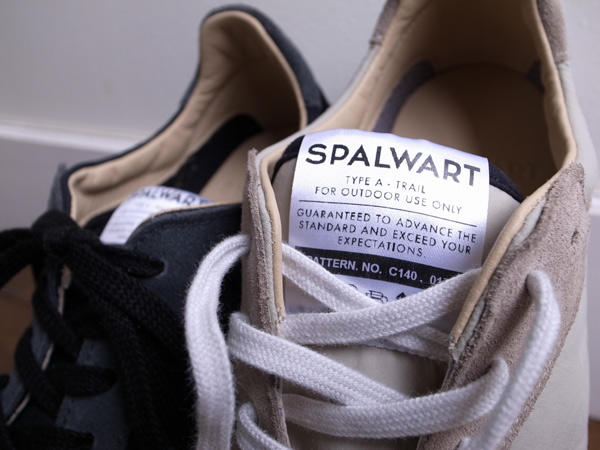 SPALWART
TYPE A - TRAIL
FOR OUTDOOR USE ONLY
GUARANTEED TO ADVANCE THE
STANDARD AND EXCEED YOUR
EXPECTATIONS.
PATTERN. NO. C140 .
SPALWART